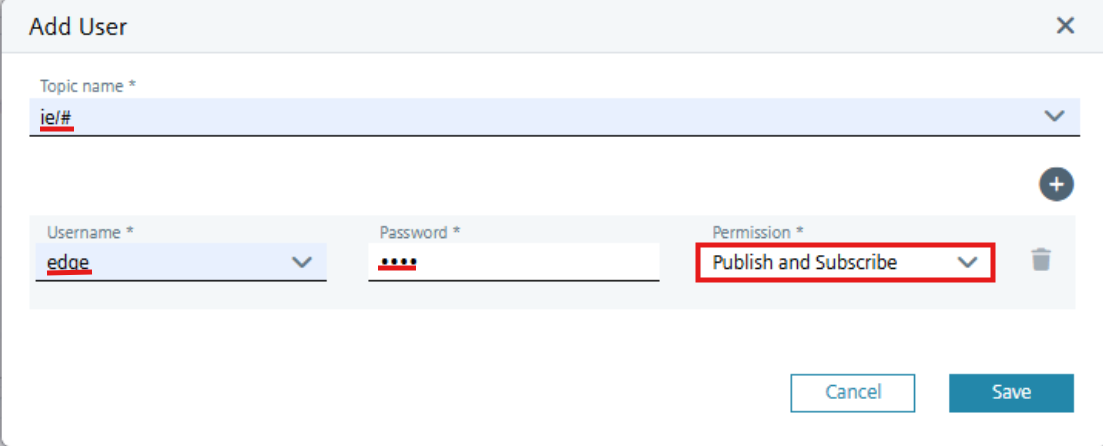 Add User
Topic name *
ie/#
Username *
Password *
Permission *
edge
••••
Publish and Subscribe
Cancel
Save